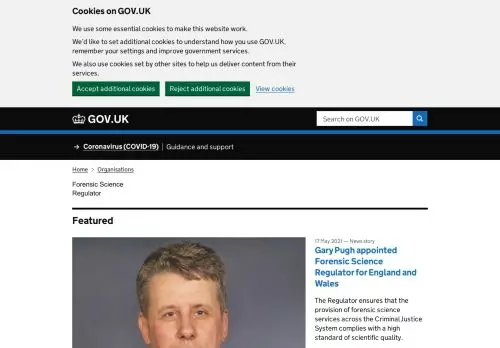 Cookies on GOV.UK
We use some essential cookies to make this website work.
We'd like to set additional cookies to understand how you use GOV.UK,
remember your settings and improve government services.
We also use cookies set by other sites to help us deliver content from their
services.
Accept additional cookies
Reject additional cookies
View cookies
GOV.UK
Search on GOV.UK
→ Coronavirus (COVID-19) | Guidance and support
Home > Organisations
Forensic Science
Regulator
Featured
17 May 2021 — News story
Gary Pugh appointed
Forensic Science
Regulator for England and
Wales
The Regulator ensures that the
provision of forensic science
services across the Criminal Justice
System complies with a high
standard of scientific quality.